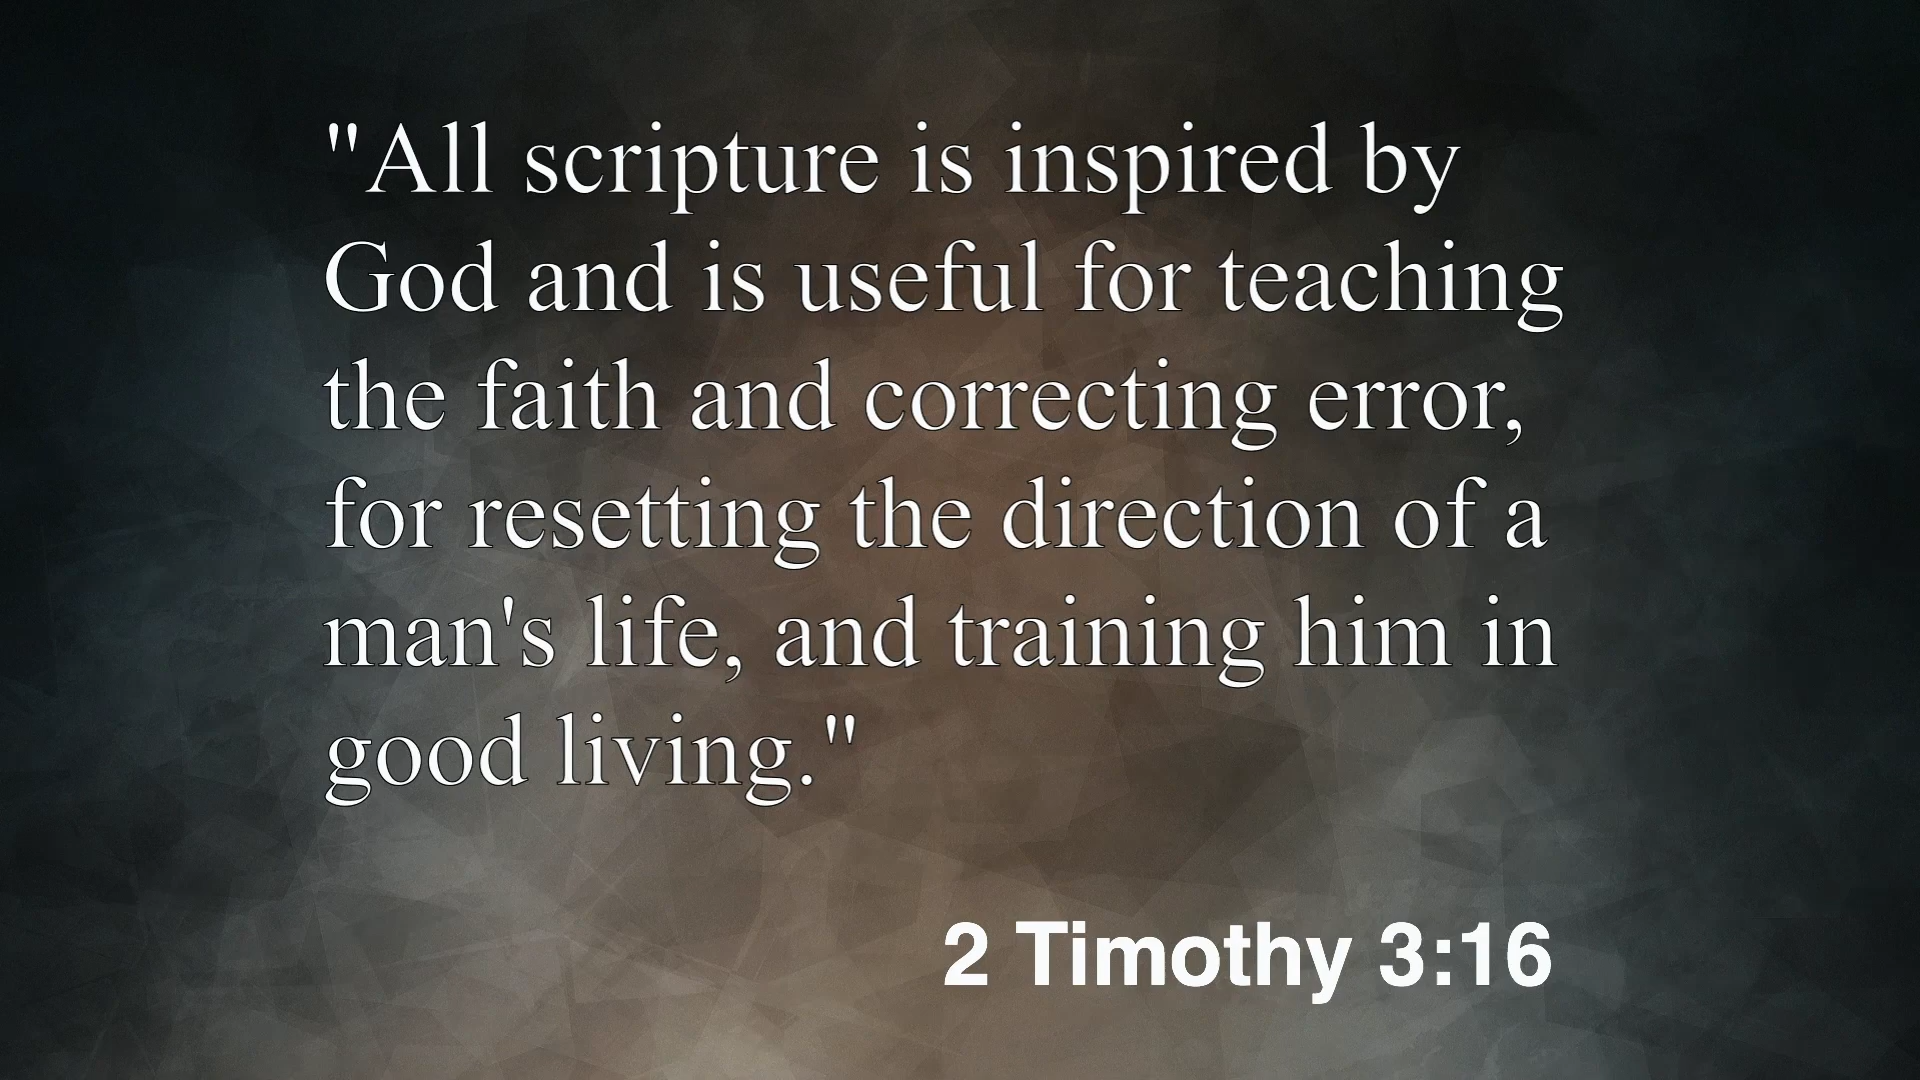 "All scripture is inspired by
God and is useful for teaching
the faith and correcting error,
for resetting the direction of a
man's life, and training him in
good living."
2 Timothy 3:16